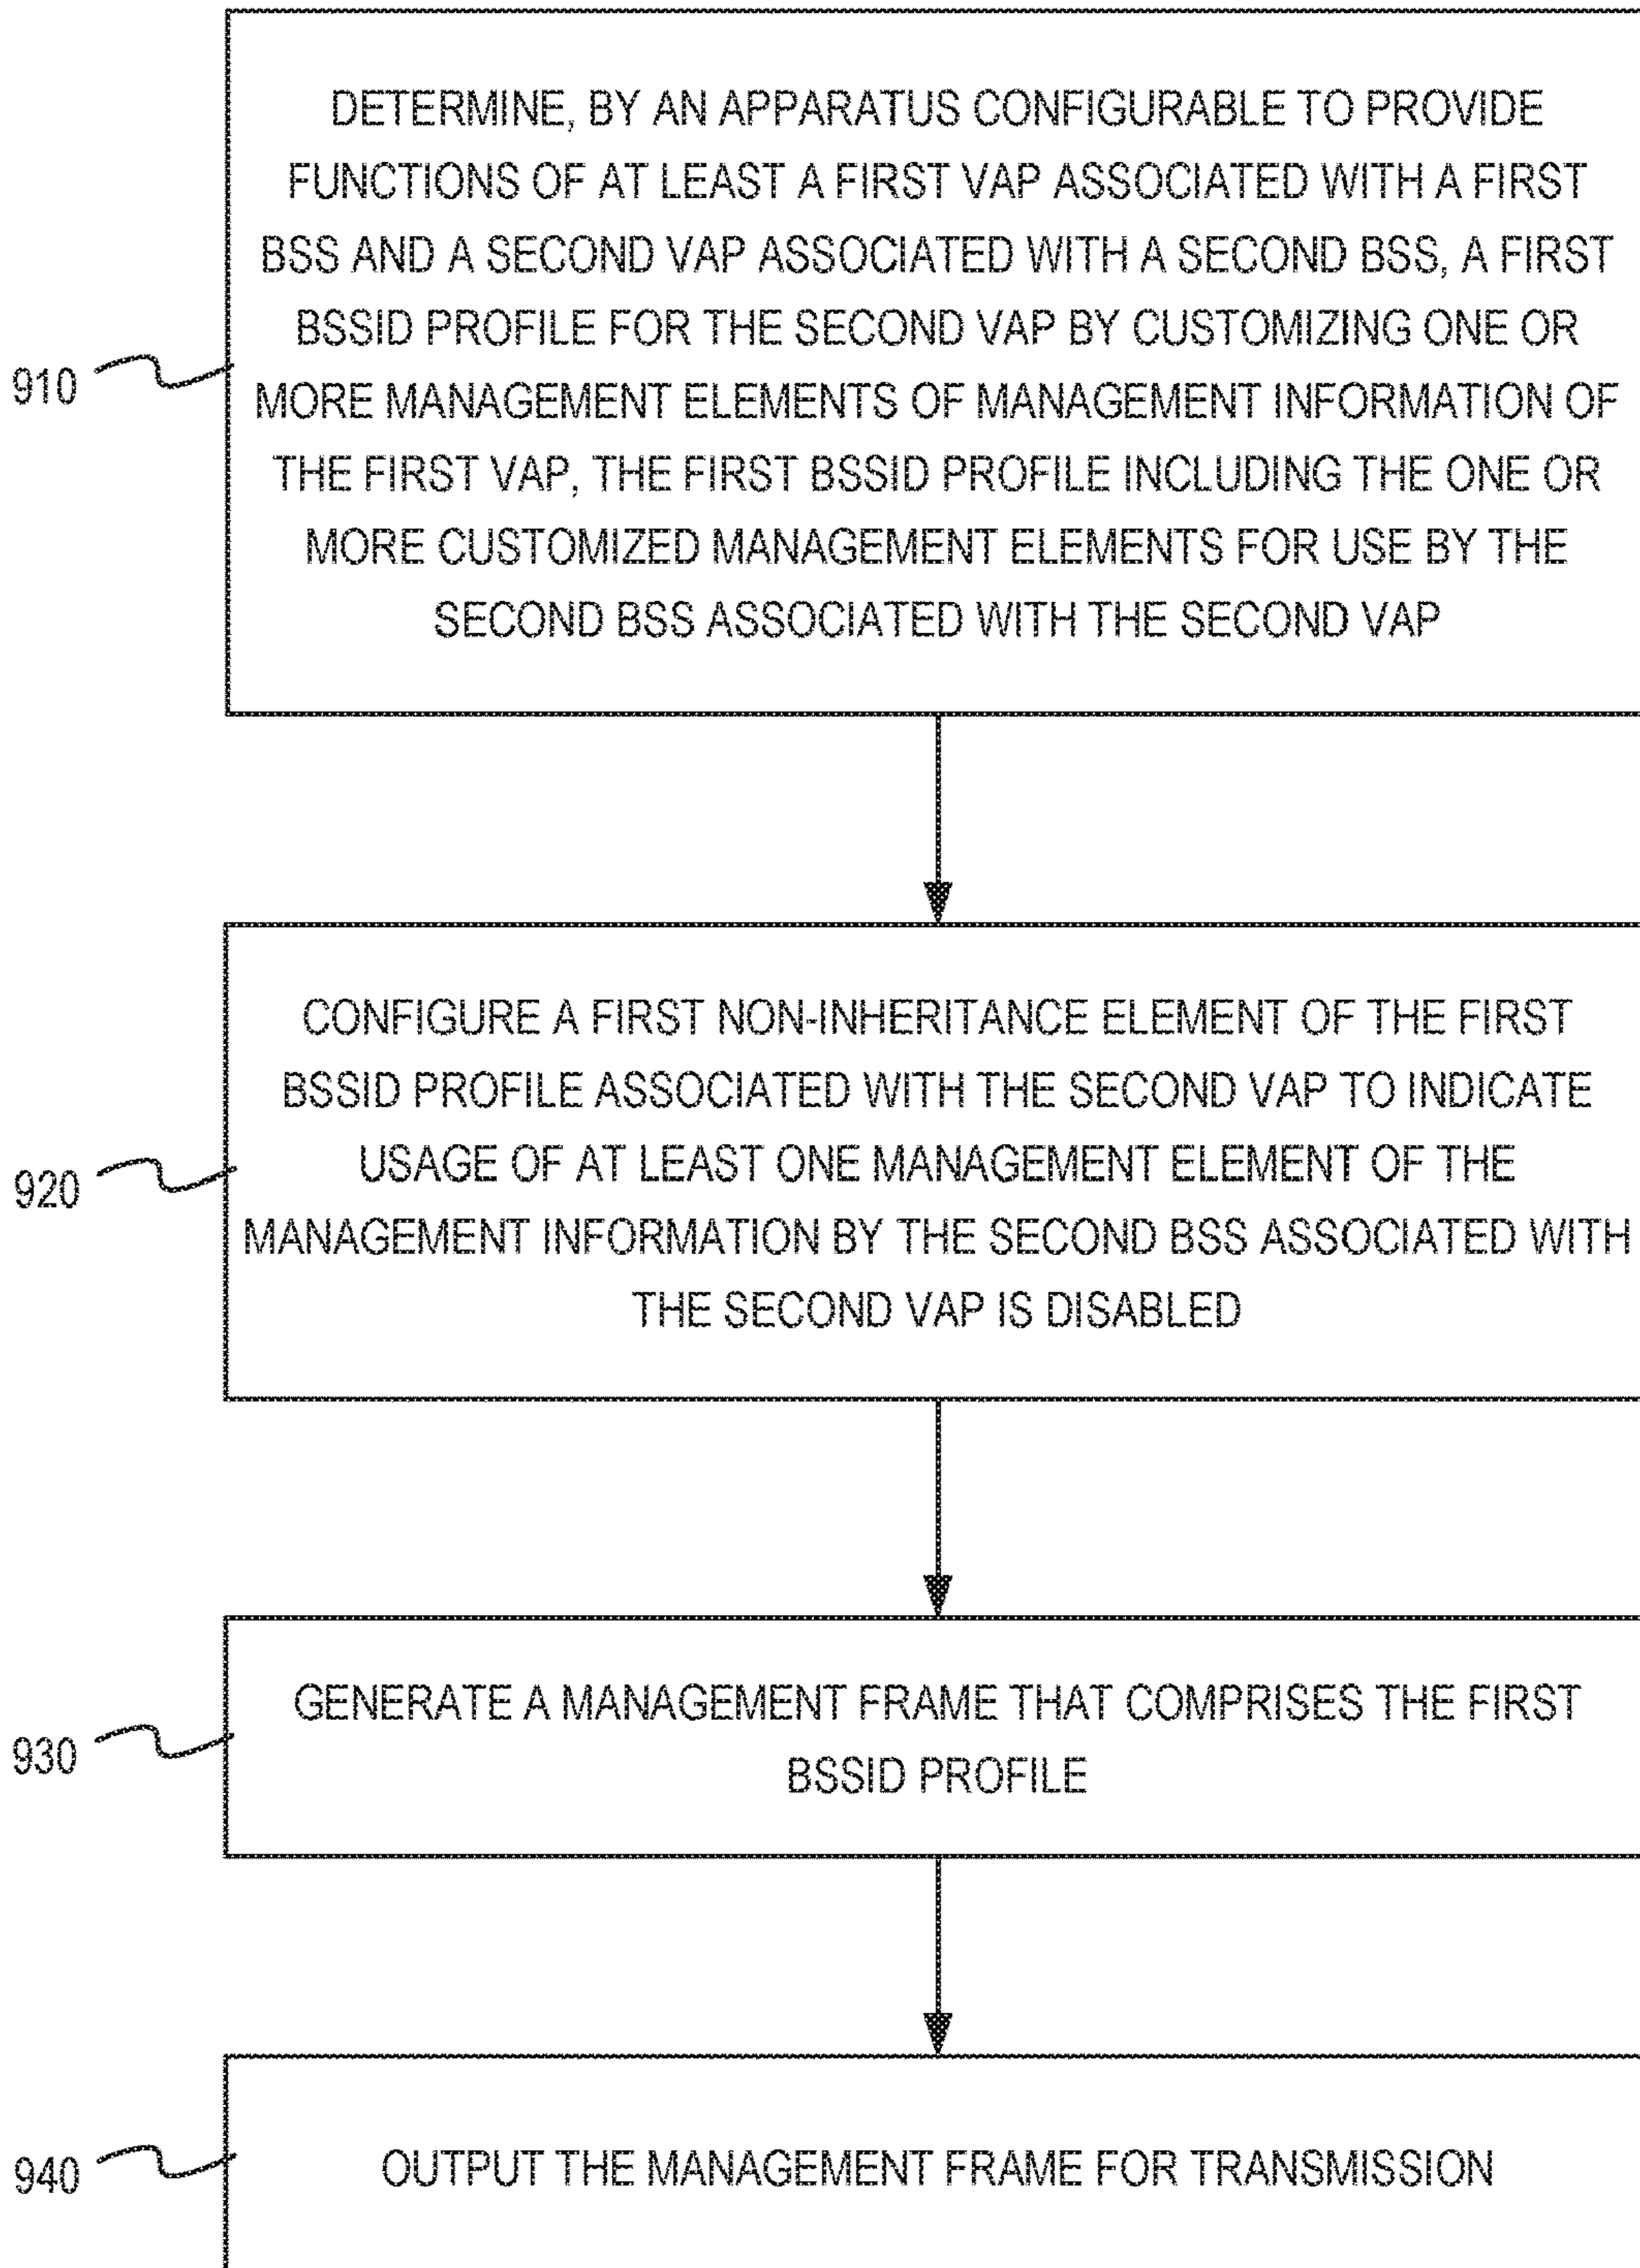 DETERMINE, BY AN APPARATUS CONFIGURABLE TO PROVIDE
FUNCTIONS OF AT LEAST A FIRST VAP ASSOCIATED WITH A FIRST
BSS AND A SECOND VAP ASSOCIATED WITH A SECOND BSS, A FIRST
BSSID PROFILE FOR THE SECOND VAP BY CUSTOMIZING ONE OR
MORE MANAGEMENT ELEMENTS OF MANAGEMENT INFORMATION OF
THE FIRST VAP, THE FIRST BSSID PROFILE INCLUDING THE ONE OR
MORE CUSTOMIZED MANAGEMENT ELEMENTS FOR USE BY THE
SECOND BSS ASSOCIATED WITH THE SECOND VAP
910
CONFIGURE A FIRST NON-INHERITANCE ELEMENT OF THE FIRST
BSSID PROFILE ASSOCIATED WITH THE SECOND VAP TO INDICATE
USAGE OF AT LEAST ONE MANAGEMENT ELEMENT OF THE
MANAGEMENT INFORMATION BY THE SECOND BSS ASSOCIATED WITH
THE SECOND VAP IS DISABLED
920
GENERATE A MANAGEMENT FRAME THAT COMPRISES THE FIRST
BSSID PROFILE
930
OUTPUT THE MANAGEMENT FRAME FOR TRANSMISSION
940